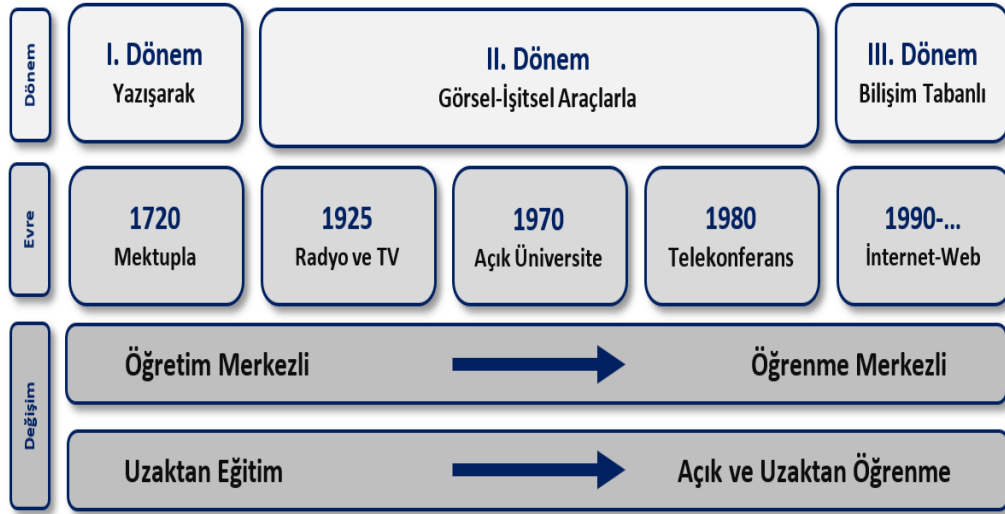 Dönem
I. Dönem
Yazışarak
II. Dönem
Görsel-İşitsel Araçlarla
III. Dönem
Bilişim Tabanlı
Evre
1720
Mektupla
1925
Radyo ve TV
1970
Açık Üniversite
1980
Telekonferans
1990-...
İnternet-Web
Değişim
Öğretim Merkezli
Öğrenme Merkezli
Uzaktan Eğitim
Açık ve Uzaktan Öğrenme